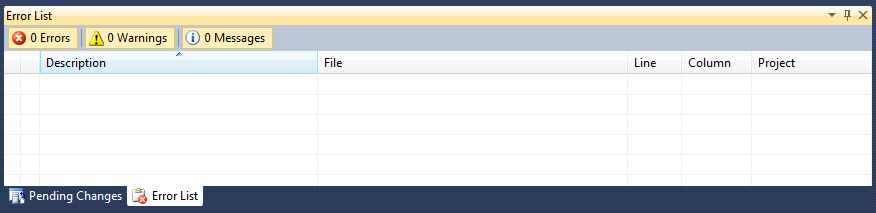 Error List
0 Errors 0 Warnings 0 Messages
Description File Line Column Project
Pending Changes Error List